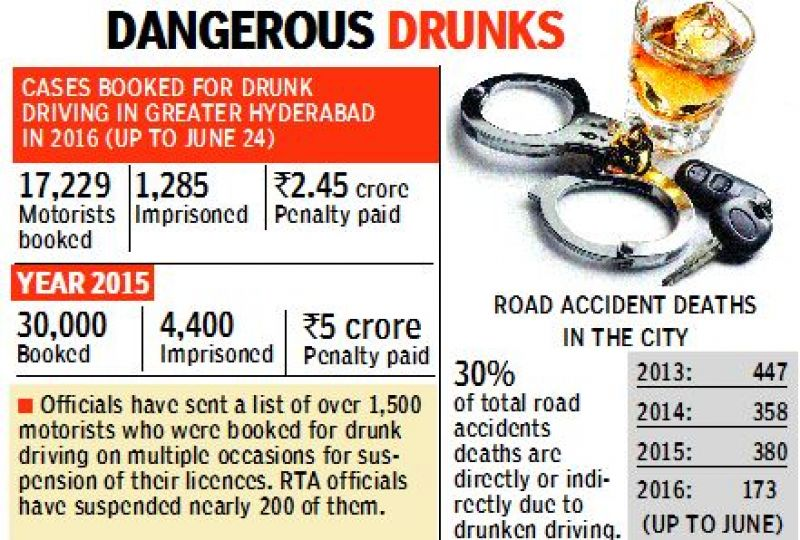 DANGEROUS DRUNKS
CASES BOOKED FOR DRUNK
DRIVING IN GREATER HYDERABAD
IN 2016 (UP TO JUNE 24)
17,229
Motorists
booked
1,285
Imprisoned
₹2.45 crore
Penalty paid
YEAR 2015
30,000
Booked
4,400
Imprisoned
₹5 crore
Penalty paid
■ Officials have sent a list of over 1,500
motorists who were booked for drunk
driving on multiple occasions for sus-
pension of their licences. RTA officials
have suspended nearly 200 of them.
ROAD ACCIDENT DEATHS
IN THE CITY
30%
of total road
accidents
deaths are
directly or indi-
rectly due to
drunken driving.
2013: 447
2014: 358
2015: 380
2016: 173
(UP TO JUNE)